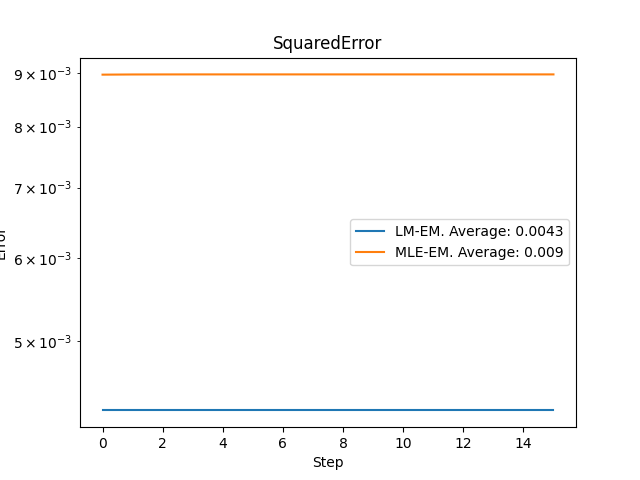 SquaredError
9 × 10⁻³
8 × 10⁻³
7 × 10⁻³
6 × 10⁻³
5 × 10⁻³
Error
LM-EM. Average: 0.0043
MLE-EM. Average: 0.009
0 2 4 6 8 10 12 14
Step